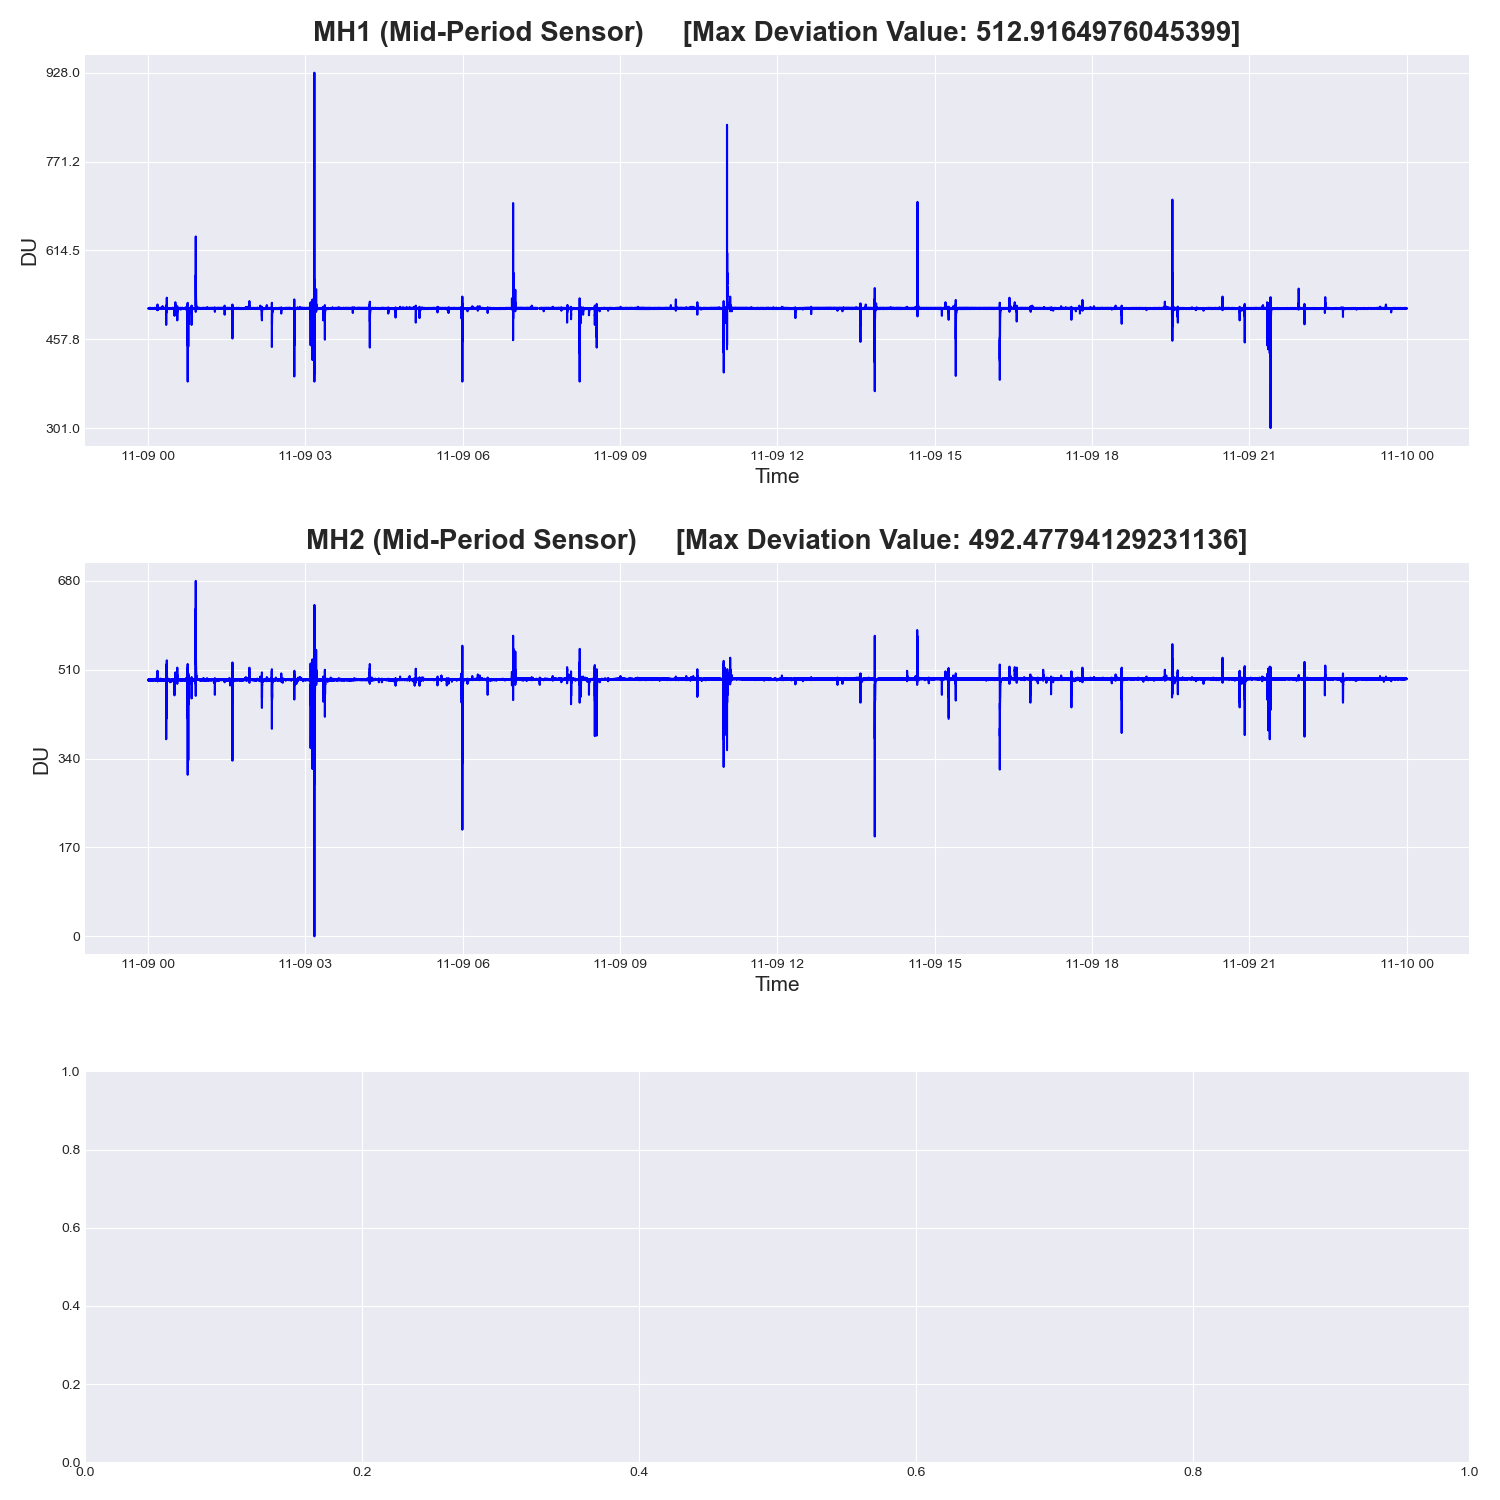 MH1 (Mid-Period Sensor) [Max Deviation Value: 512.9164976045399]
928.0
771.2
614.5
457.8
301.0
DU
11-09 00 11-09 03 11-09 06 11-09 09 11-09 12 11-09 15 11-09 18 11-09 21 11-10 00
Time
MH2 (Mid-Period Sensor) [Max Deviation Value: 492.47794129231136]
680
510
340
170
0
DU
11-09 00 11-09 03 11-09 06 11-09 09 11-09 12 11-09 15 11-09 18 11-09 21 11-10 00
Time
1.0
0.8
0.6
0.4
0.2
0.0
0.0 0.2 0.4 0.6 0.8 1.0